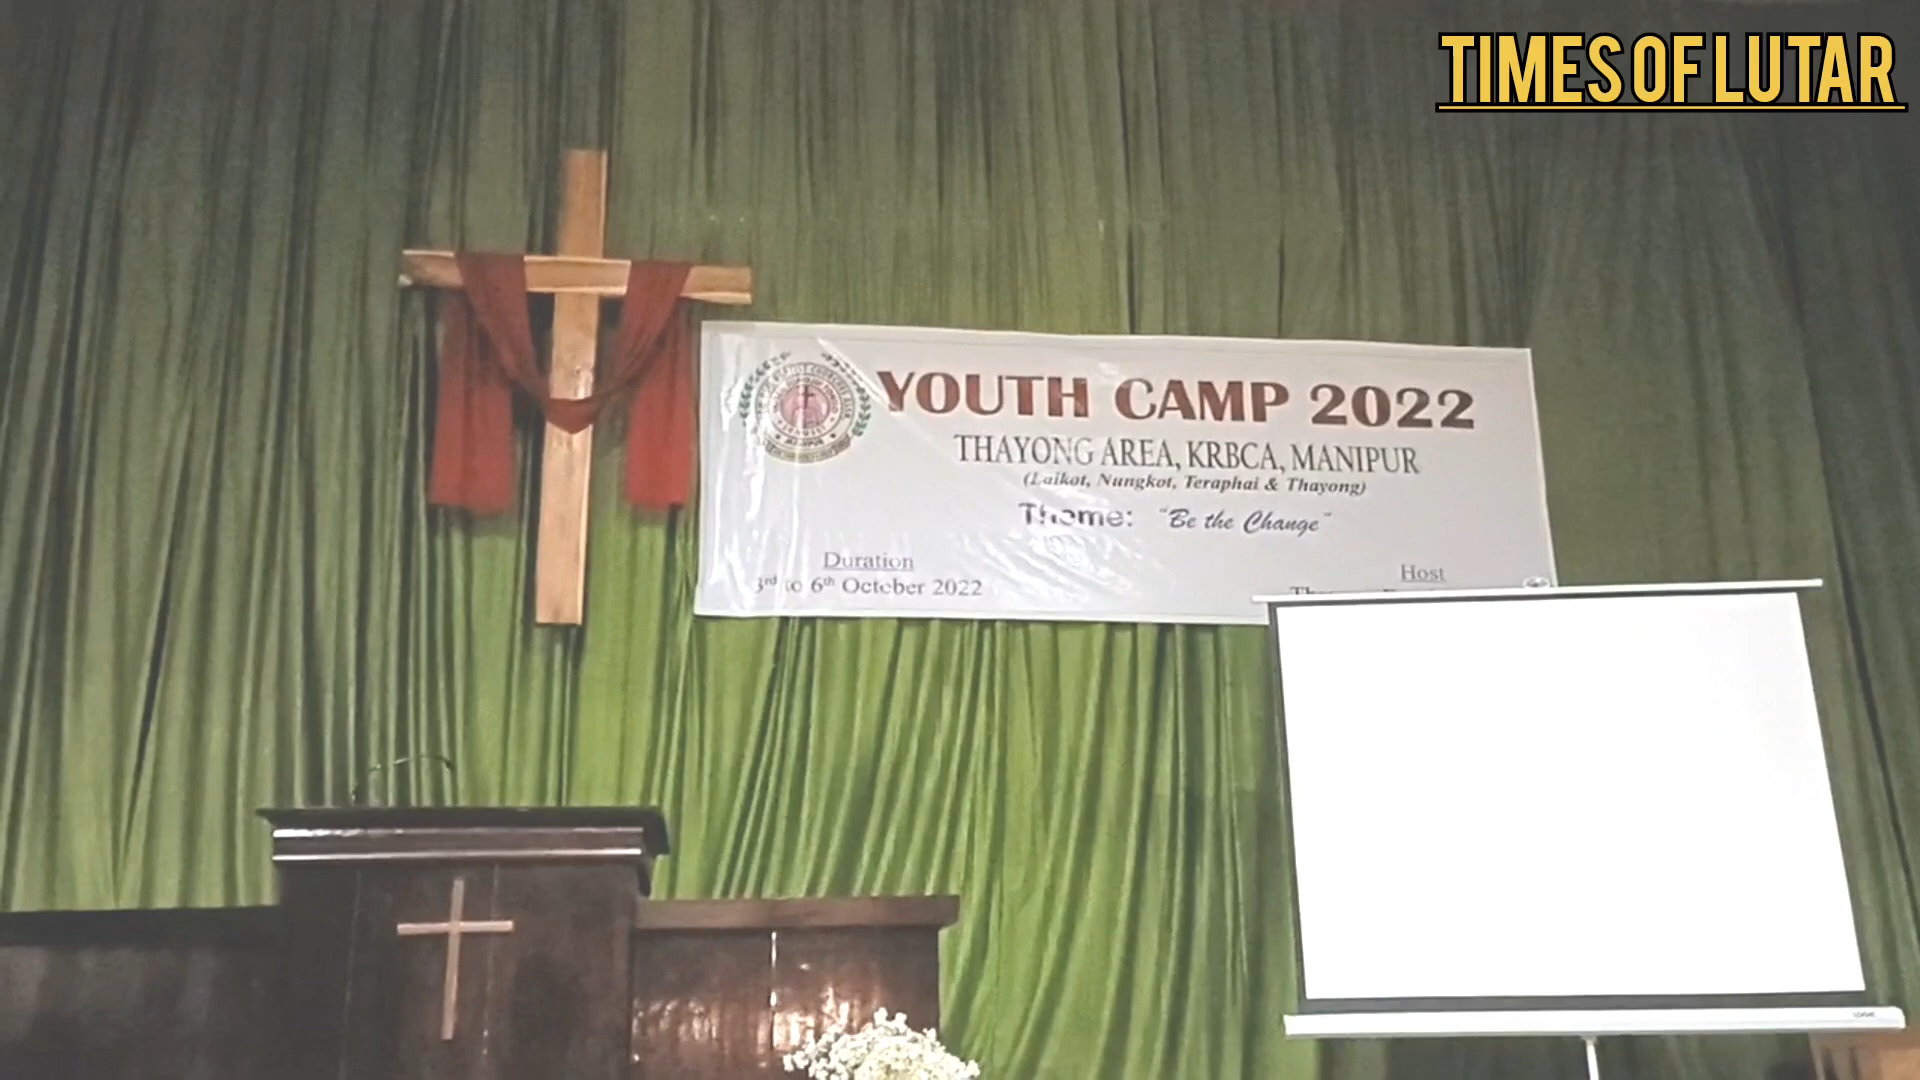 TIMES OF LUTAR
YOUTH CAMP 2022
THAYONG AREA, KRBCA, MANIPUR
(Laikot, Nungkot, Teraphai & Thayong)
Theme: "Be the Change"
Duration
3rd to 6th October 2022
Host